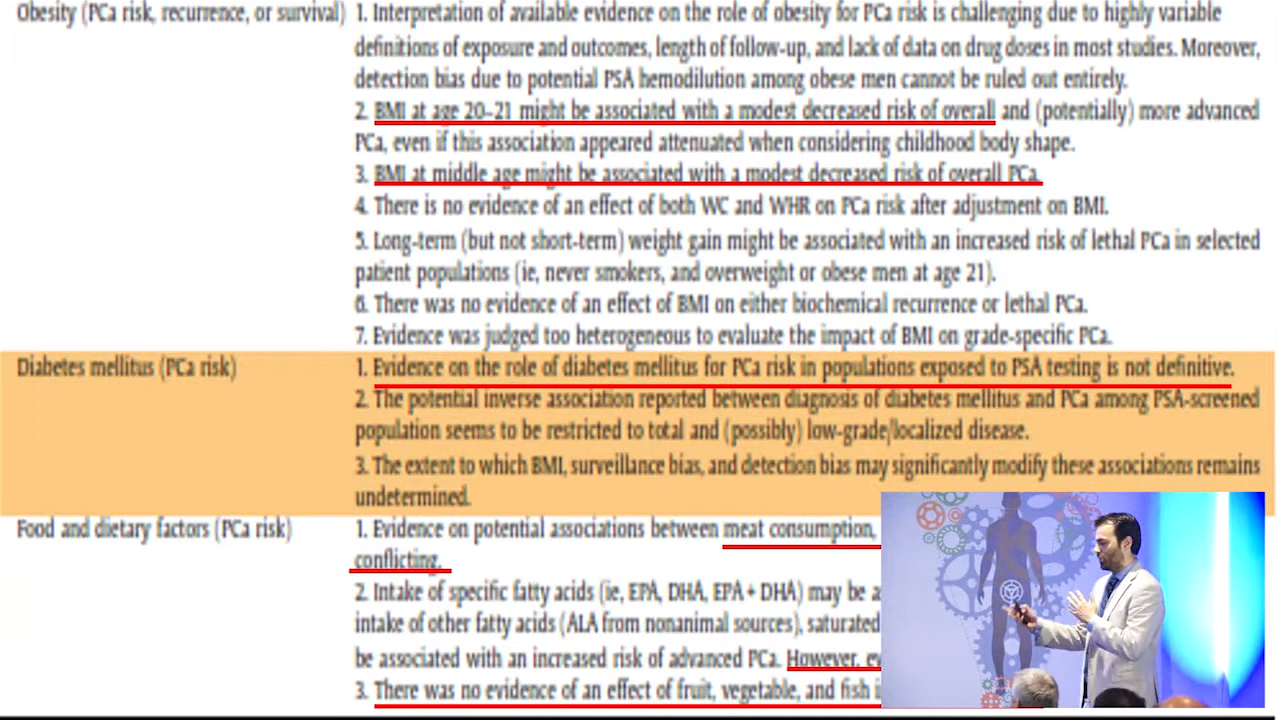 Obesity (PCa risk, recurrence, or survival)
1. Interpretation of available evidence on the role of obesity for PCa risk is challenging due to highly variable
definitions of exposure and outcomes, length of follow-up, and lack of data on drug doses in most studies. Moreover,
detection bias due to potential PSA hemodilution among obese men cannot be ruled out entirely.
2. BMI at age 20–21 might be associated with a modest decreased risk of overall and (potentially) more advanced
PCa, even if this association appeared attenuated when considering childhood body shape.
3. BMI at middle age might be associated with a modest decreased risk of overall PCa.
4. There is no evidence of an effect of both WC and WHR on PCa risk after adjustment on BMI.
5. Long-term (but not short-term) weight gain might be associated with an increased risk of lethal PCa in selected
patient populations (ie, never smokers, and overweight or obese men at age 21).
6. There was no evidence of an effect of BMI on either biochemical recurrence or lethal PCa.
7. Evidence was judged too heterogeneous to evaluate the impact of BMI on grade-specific PCa.
Diabetes mellitus (PCa risk)
1. Evidence on the role of diabetes mellitus for PCa risk in populations exposed to PSA testing is not definitive.
2. The potential inverse association reported between diagnosis of diabetes mellitus and PCa among PSA-screened
population seems to be restricted to total and (possibly) low-grade/localized disease.
3. The extent to which BMI, surveillance bias, and detection bias may significantly modify these associations remains
undetermined.
Food and dietary factors (PCa risk)
1. Evidence on potential associations between meat consumption,
conflicting.
2. Intake of specific fatty acids (ie, EPA, DHA, EPA + DHA) may be a
intake of other fatty acids (ALA from nonanimal sources), saturated
be associated with an increased risk of advanced PCa. However, ev
3. There was no evidence of an effect of fruit, vegetable, and fish i